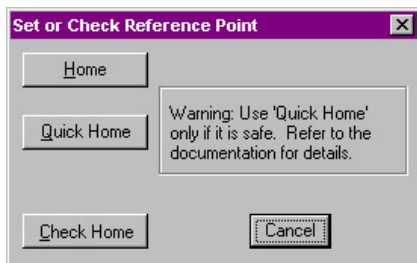 Set or Check Reference Point
Home
Quick Home
Warning: Use 'Quick Home'
only if it is safe. Refer to the
documentation for details.
Check Home
Cancel